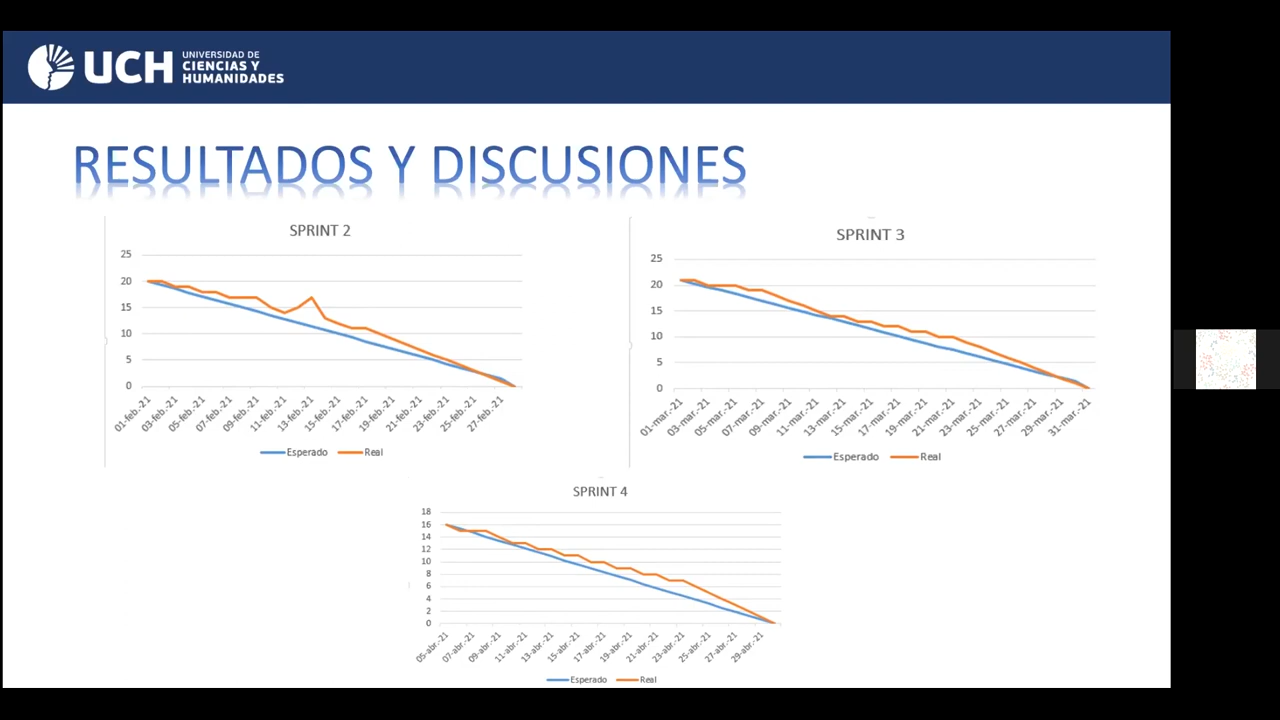 UCH
UNIVERSIDAD DE
CIENCIAS Y
HUMANIDADES
RESULTADOS Y DISCUSIONES
SPRINT 2
25
20
15
10
5
0
01-feb.-21
03-feb.-21
05-feb.-21
07-feb.-21
09-feb.-21
11-feb.-21
13-feb.-21
15-feb.-21
17-feb.-21
19-feb.-21
21-feb.-21
23-feb.-21
25-feb.-21
27-feb.-21
Esperado Real
SPRINT 3
25
20
15
10
5
0
01-mar.-21
03-mar.-21
05-mar.-21
07-mar.-21
09-mar.-21
11-mar.-21
13-mar.-21
15-mar.-21
17-mar.-21
19-mar.-21
21-mar.-21
23-mar.-21
25-mar.-21
27-mar.-21
29-mar.-21
31-mar.-21
Esperado Real
SPRINT 4
18
16
14
12
10
8
6
4
2
0
05-abr.-21
07-abr.-21
09-abr.-21
11-abr.-21
13-abr.-21
15-abr.-21
17-abr.-21
19-abr.-21
21-abr.-21
23-abr.-21
25-abr.-21
27-abr.-21
29-abr.-21
Esperado Real